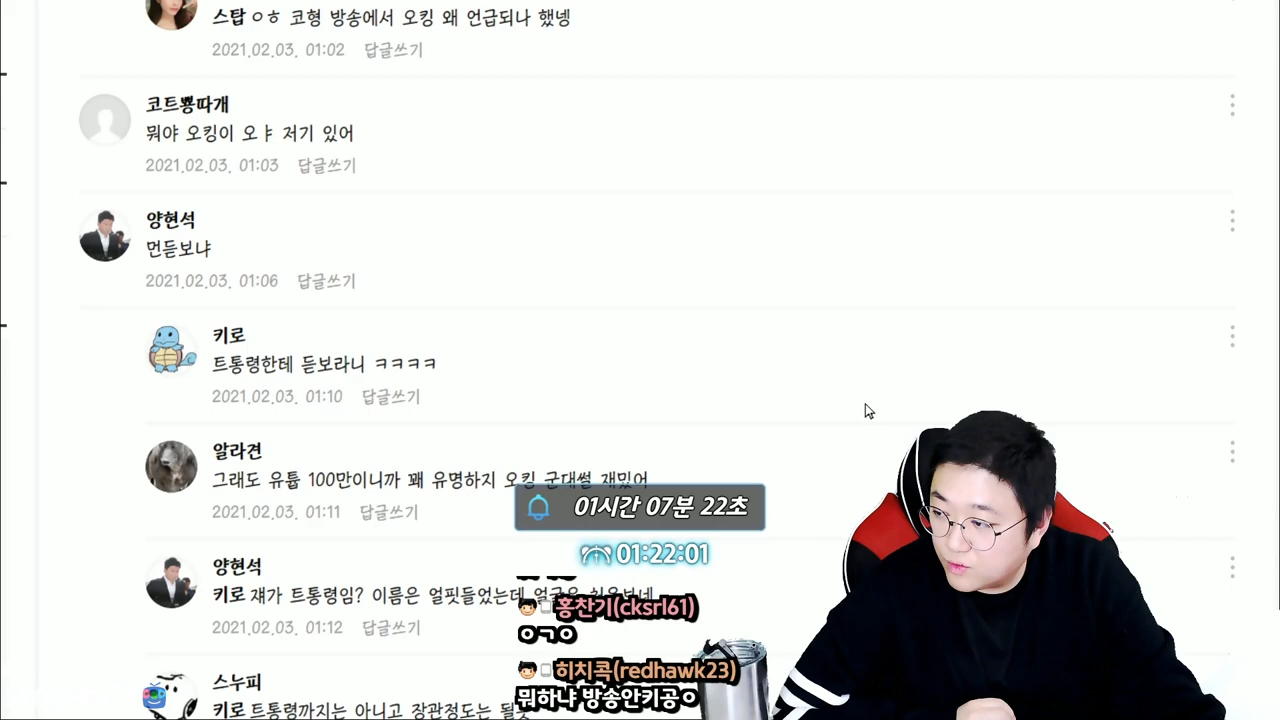 스탑 ㅇㅎ 코형 방송에서 오킹 왜 언급되나 했넹
2021.02.03. 01:02 답글쓰기
코트뽕따개
뭐야 오킹이 오ㅑ 저기 있어
2021.02.03. 01:03 답글쓰기
양현석
먼듣보냐
2021.02.03. 01:06 답글쓰기
키로
트통령한테 듣보라니 ㅋㅋㅋㅋ
2021.02.03. 01:10 답글쓰기
알라견
그래도 유튭 100만이니까 꽤 유명하지 오킹 군대썰 재밌어
2021.02.03. 01:11 답글쓰기
01시간 07분 22초
01:22:01
양현석
키로 쟤가 트통령임? 이름은 얼핏들었는데
2021.02.03. 01:12 답글쓰기
홍찬기(cksrl61)
ㅇㄱㅇ
히치콕(redhawk23)
뭐하냐 방송안키공ㅇ
스누피
키로 트통령까지는 아니고 장관정도는 될